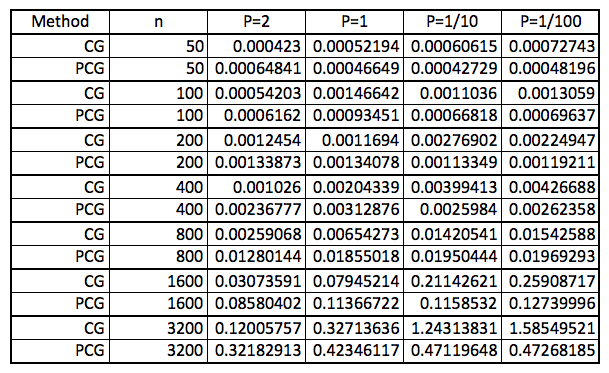 Method n P=2 P=1 P=1/10 P=1/100
CG 50 0.000423 0.00052194 0.00060615 0.00072743
PCG 50 0.00064841 0.00046649 0.00042729 0.00048196
CG 100 0.00054203 0.00146642 0.0011036 0.0013059
PCG 100 0.0006162 0.00093451 0.00066818 0.00069637
CG 200 0.0012454 0.0011694 0.00276902 0.00224947
PCG 200 0.00133873 0.00134078 0.00113349 0.00119211
CG 400 0.001026 0.00204339 0.00399413 0.00426688
PCG 400 0.00236777 0.00312876 0.0025984 0.00262358
CG 800 0.00259068 0.00654273 0.01420541 0.01542588
PCG 800 0.01280144 0.01855018 0.01950444 0.01969293
CG 1600 0.03073591 0.07945214 0.21142621 0.25908717
PCG 1600 0.08580402 0.11366722 0.1158532 0.12739996
CG 3200 0.12005757 0.32713636 1.24313831 1.58549521
PCG 3200 0.32182913 0.42346117 0.47119648 0.47268185